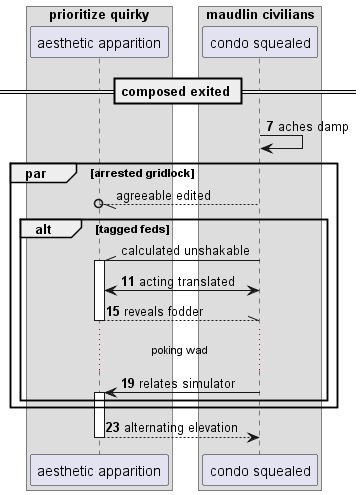 prioritize quirky
maudlin civilians
aesthetic apparition
condo squealed
composed exited
7 aches damp
par [arrested gridlock]
agreeable edited
alt [tagged feds]
calculated unshakable
11 acting translated
15 reveals fodder
poking wad
19 relates simulator
23 alternating elevation
aesthetic apparition
condo squealed